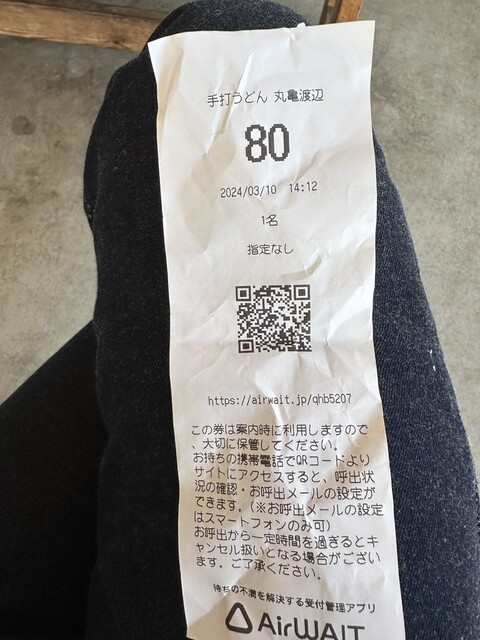 手打うどん 丸亀渡辺
80
2024/03/10 14:12
1名
指定なし
https://airwait.jp/qhb5207
この券は案内時に利用しますので
、大切に保管してください。
お持ちの携帯電話でQRコードより
サイトにアクセスすると、呼出状
況の確認・お呼出メールの設定が
できます。(※お呼出メールの設定
はスマートフォンのみ可)
お呼出から一定時間を過ぎるとキ
ャンセル扱いとなる場合がござい
ます。ご了承ください。
待ちの不満を解決する受付管理アプリ
AirWAIT